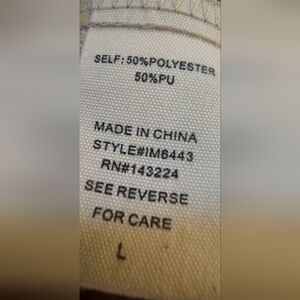 SELF: 50%POLYESTER
50%PU
MADE IN CHINA
STYLE#IM6443
RN#143224
SEE REVERSE
FOR CARE
L